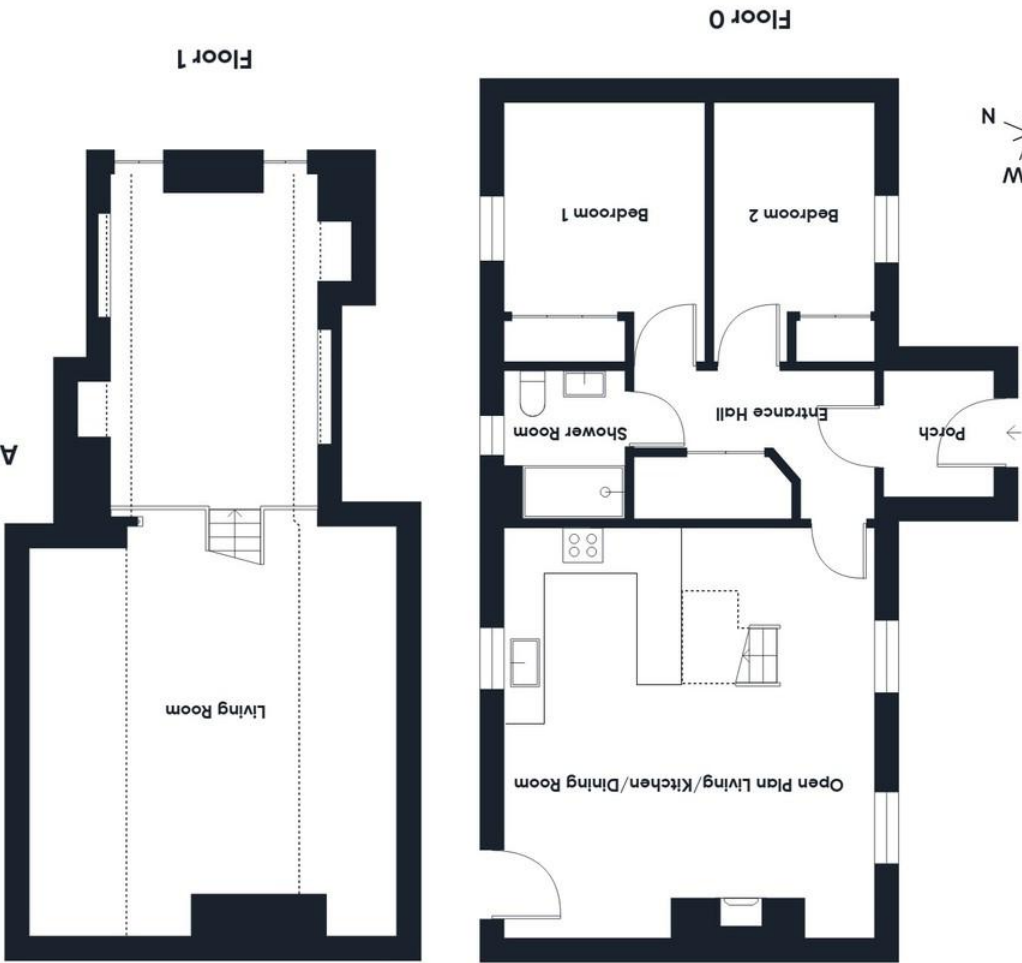 Floor 0
Open Plan Living/Kitchen/Dining Room
Porch
Entrance Hall
Shower Room
Bedroom 2
Bedroom 1
Floor 1
Living Room
A
W
N